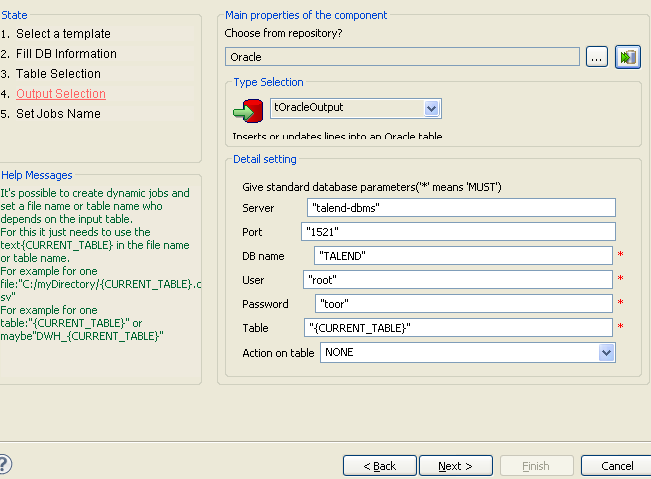 State
1. Select a template
2. Fill DB Information
3. Table Selection
4. Output Selection
5. Set Jobs Name
Help Messages
It's possible to create dynamic jobs and
set a file name or table name who
depends on the input table.
For this it just needs to use the
text{CURRENT_TABLE} in the file name
or table name.
For example for one
file:"C:/myDirectory/{CURRENT_TABLE}.c
sv"
For example for one
table:"{CURRENT_TABLE}" or
maybe"DWH_{CURRENT_TABLE}"
Main properties of the component
Choose from repository?
Oracle
...
Type Selection
tOracleOutput
Inserts or updates lines into an Oracle table
Detail setting
Give standard database parameters('*' means 'MUST')
Server "talend-dbms"
Port "1521"
DB name "TALEND" *
User "root" *
Password "toor" *
Table "{CURRENT_TABLE}" *
Action on table NONE
?
< Back Next > Finish Cancel